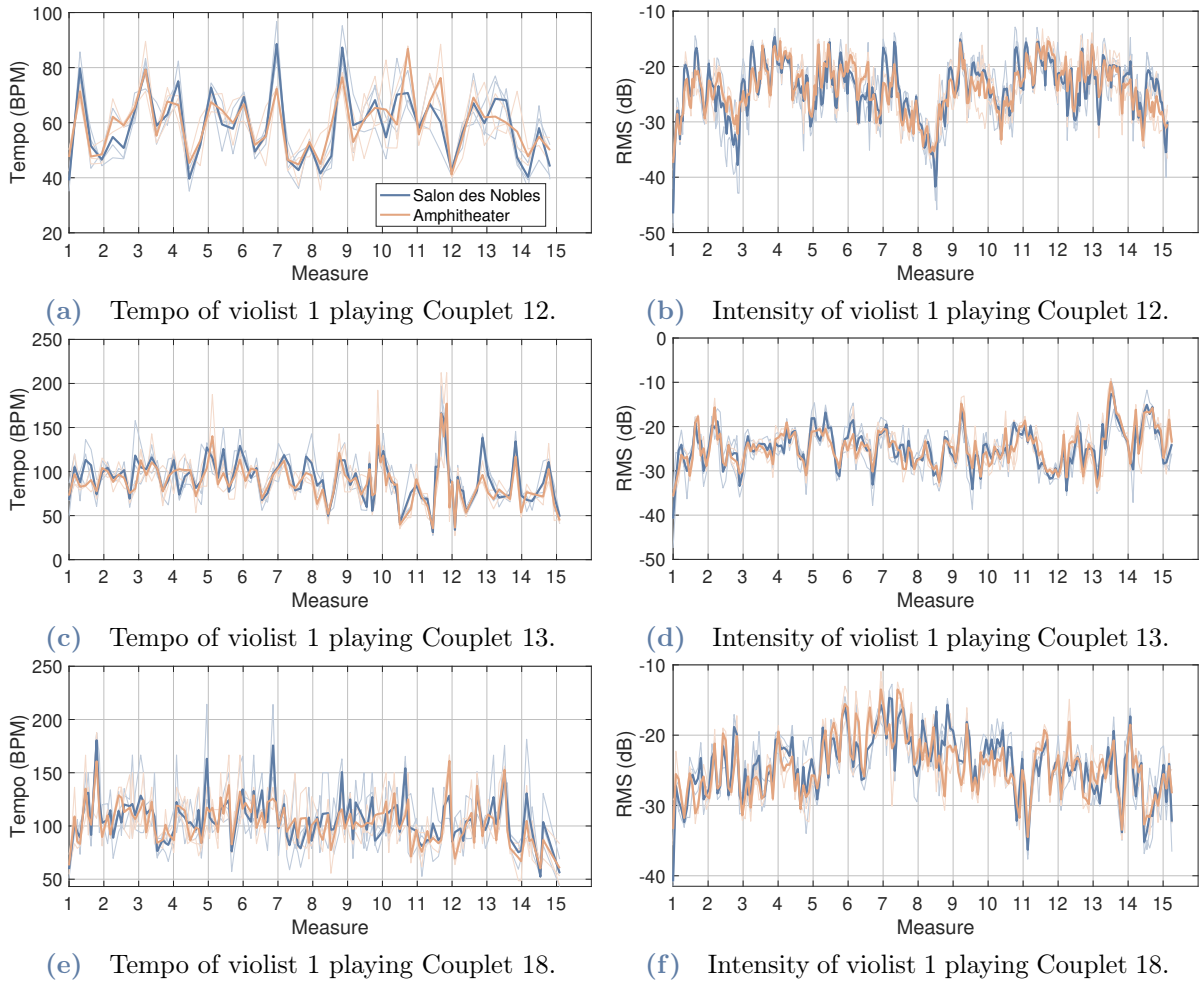 100
80
60
40
20
Tempo (BPM)
1 2 3 4 5 6 7 8 9 10 11 12 13 14 15
Measure
Salon des Nobles
Amphitheater
(a) Tempo of violist 1 playing Couplet 12.
-10
-20
-30
-40
-50
RMS (dB)
1 2 3 4 5 6 7 8 9 10 11 12 13 14 15
Measure
(b) Intensity of violist 1 playing Couplet 12.
250
200
150
100
50
0
Tempo (BPM)
1 2 3 4 5 6 7 8 9 10 11 12 13 14 15
Measure
(c) Tempo of violist 1 playing Couplet 13.
0
-10
-20
-30
-40
-50
RMS (dB)
1 2 3 4 5 6 7 8 9 10 11 12 13 14 15
Measure
(d) Intensity of violist 1 playing Couplet 13.
250
200
150
100
50
Tempo (BPM)
1 2 3 4 5 6 7 8 9 10 11 12 13 14 15
Measure
(e) Tempo of violist 1 playing Couplet 18.
-10
-20
-30
-40
RMS (dB)
1 2 3 4 5 6 7 8 9 10 11 12 13 14 15
Measure
(f) Intensity of violist 1 playing Couplet 18.